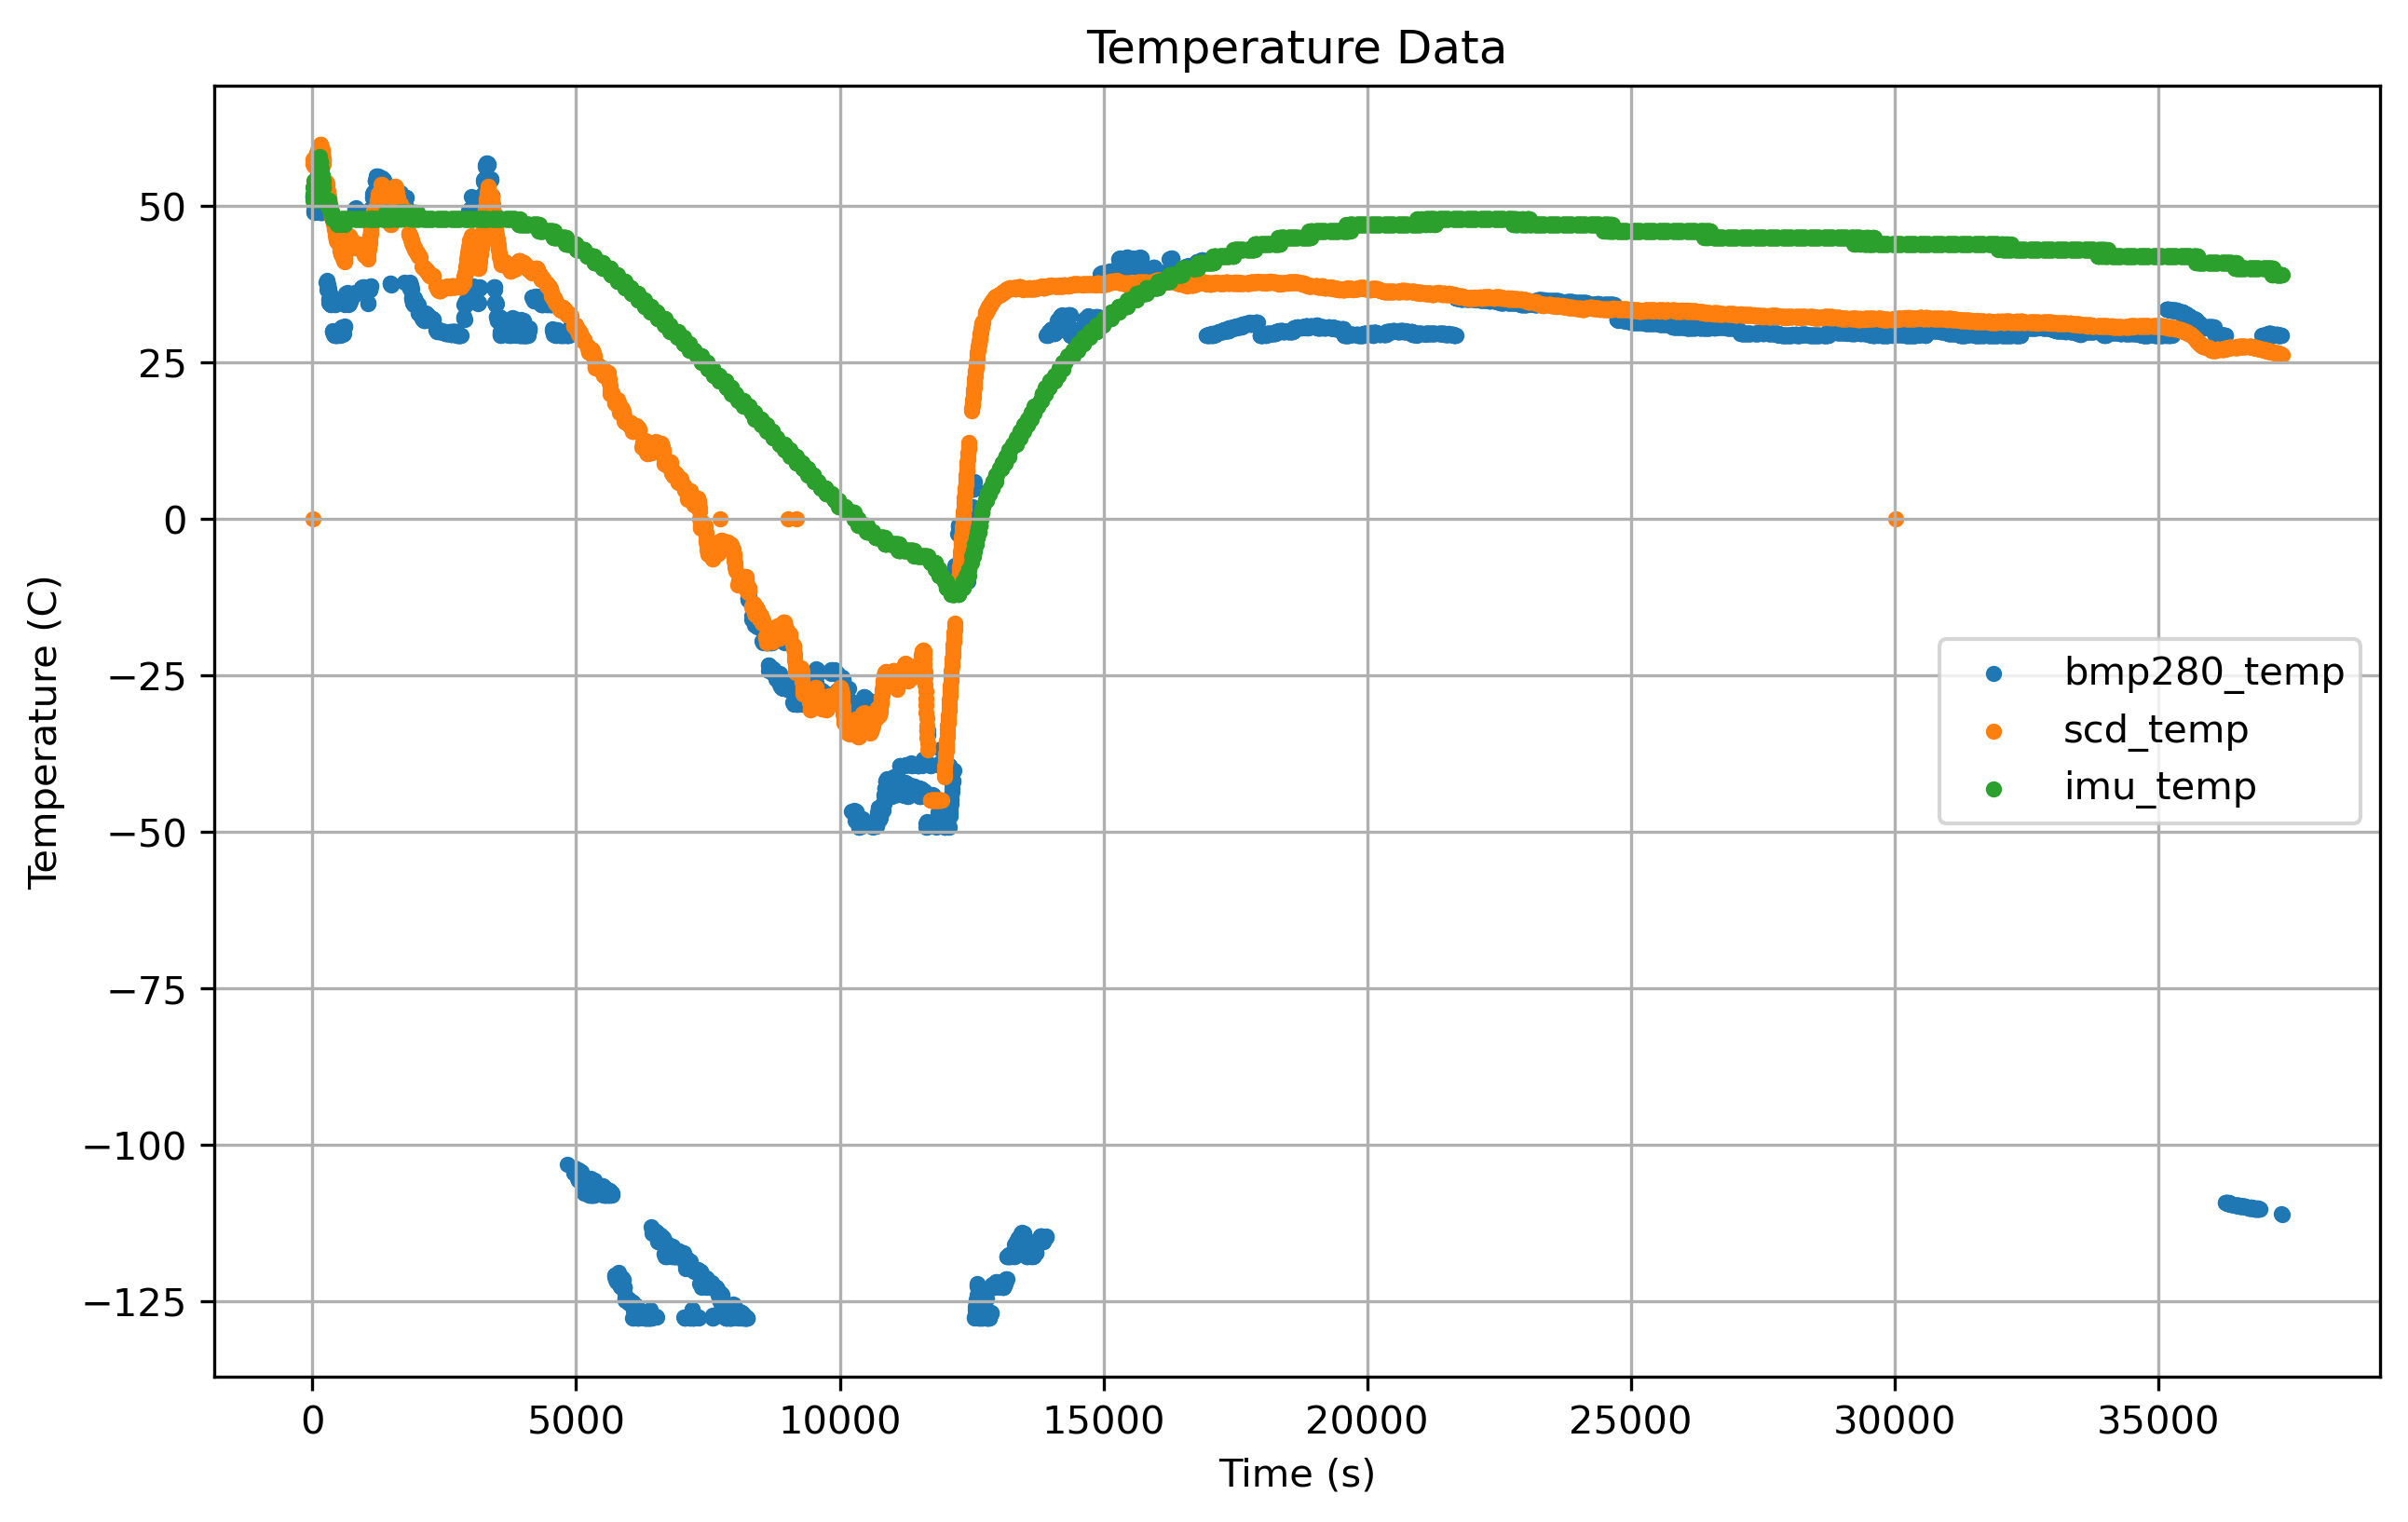 Temperature Data
Temperature (C)
50
25
0
−25
−50
−75
−100
−125
bmp280_temp
scd_temp
imu_temp
0 5000 10000 15000 20000 25000 30000 35000
Time (s)